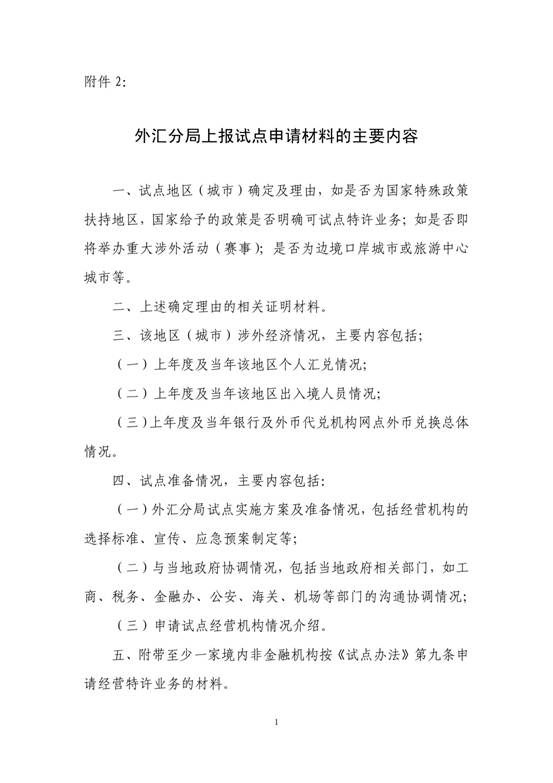 附件 2：
外汇分局上报试点申请材料的主要内容
一、试点地区（城市）确定及理由，如是否为国家特殊政策
扶持地区，国家给予的政策是否明确可试点特许业务；如是否即
将举办重大涉外活动（赛事）；是否为边境口岸城市或旅游中心
城市等。
二、上述确定理由的相关证明材料。
三、该地区（城市）涉外经济情况，主要内容包括；
（一）上年度及当年该地区个人汇兑情况；
（二）上年度及当年该地区出入境人员情况；
（三）上年度及当年银行及外币代兑机构网点外币兑换总体
情况。
四、试点准备情况，主要内容包括：
（一）外汇分局试点实施方案及准备情况，包括经营机构的
选择标准、宣传、应急预案制定等；
（二）与当地政府协调情况，包括当地政府相关部门，如工
商、税务、金融办、公安、海关、机场等部门的沟通协调情况；
（三）申请试点经营机构情况介绍。
五、附带至少一家境内非金融机构按《试点办法》第九条申
请经营特许业务的材料。
1